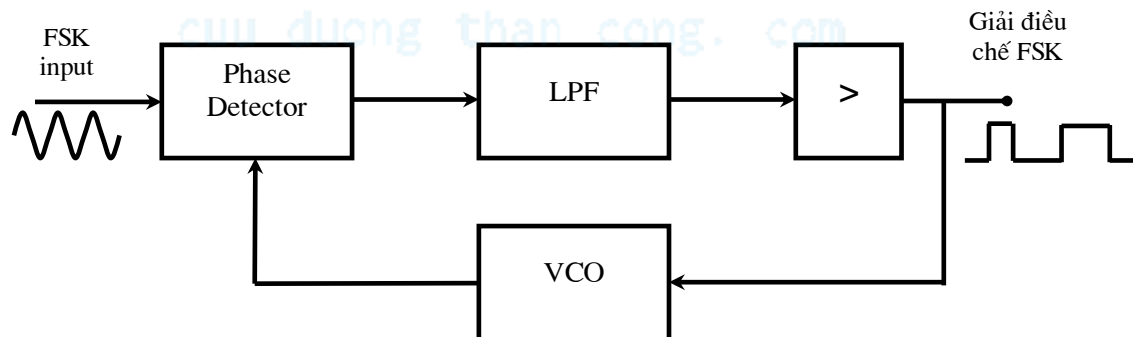 cuu duong than cong. com
FSK
input
Phase
Detector
LPF
>
Giải điều
chế FSK
VCO